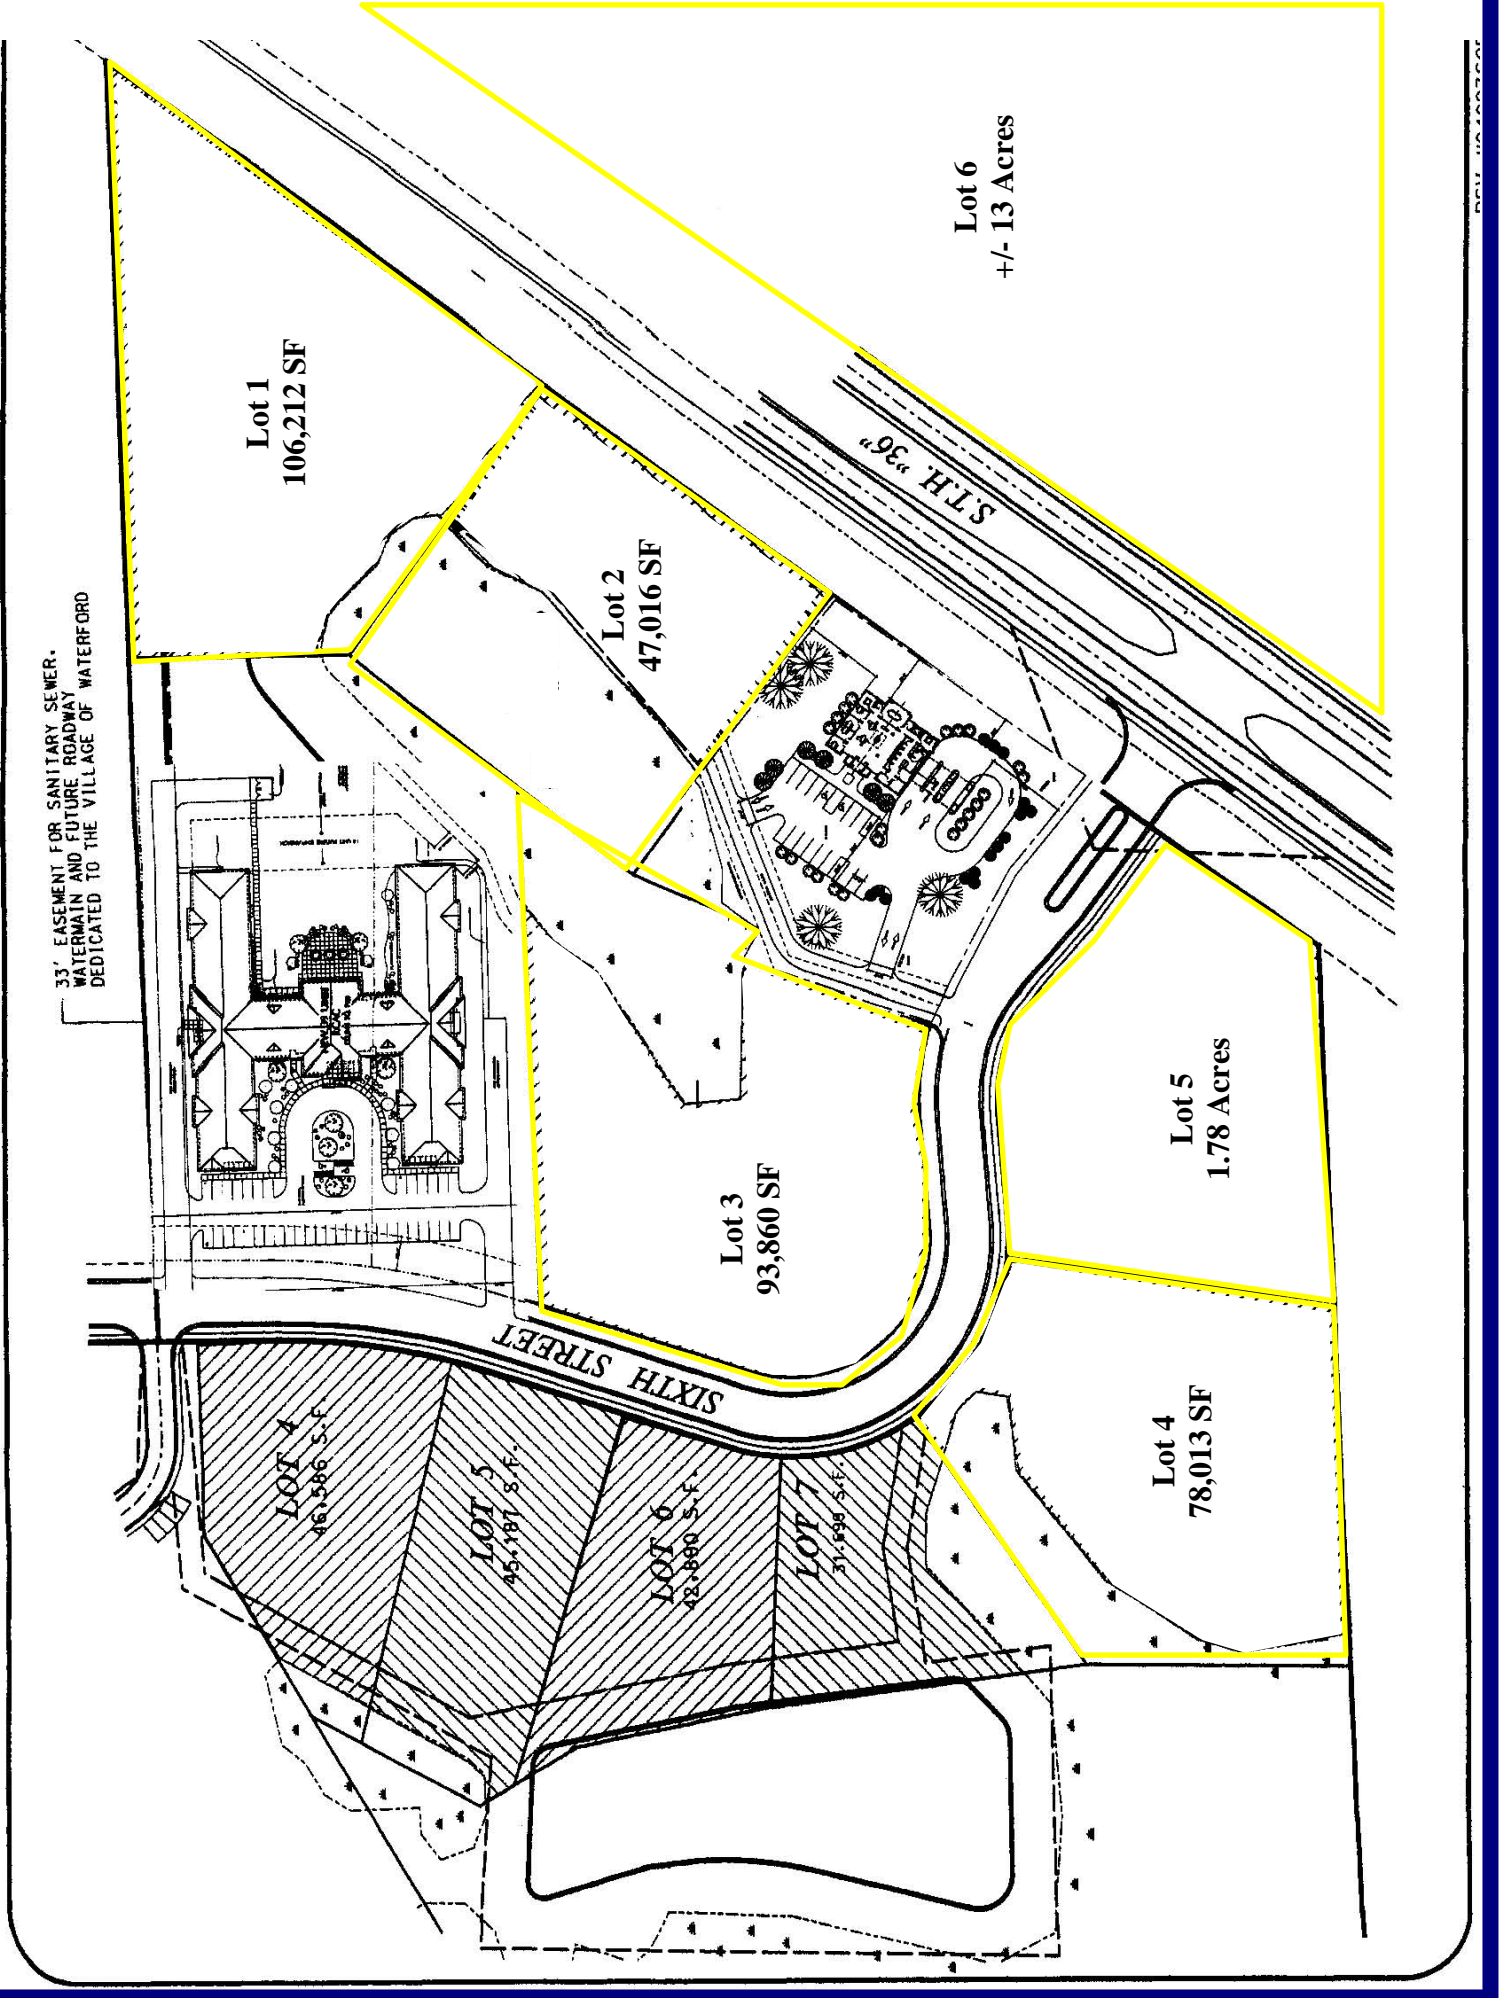 33' EASEMENT FOR SANITARY SEWER.
WATERMAIN AND FUTURE ROADWAY
DEDICATED TO THE VILLAGE OF WATERFORD
Lot 1
106,212 SF
Lot 2
47,016 SF
Lot 3
93,860 SF
Lot 4
78,013 SF
Lot 5
1.78 Acres
Lot 6
+/- 13 Acres
S.T.H. "36"
SIXTH STREET
LOT 4
46,586 S.F.
LOT 5
45,187 S.F.
LOT 6
S.F.
LOT 7
S.F.